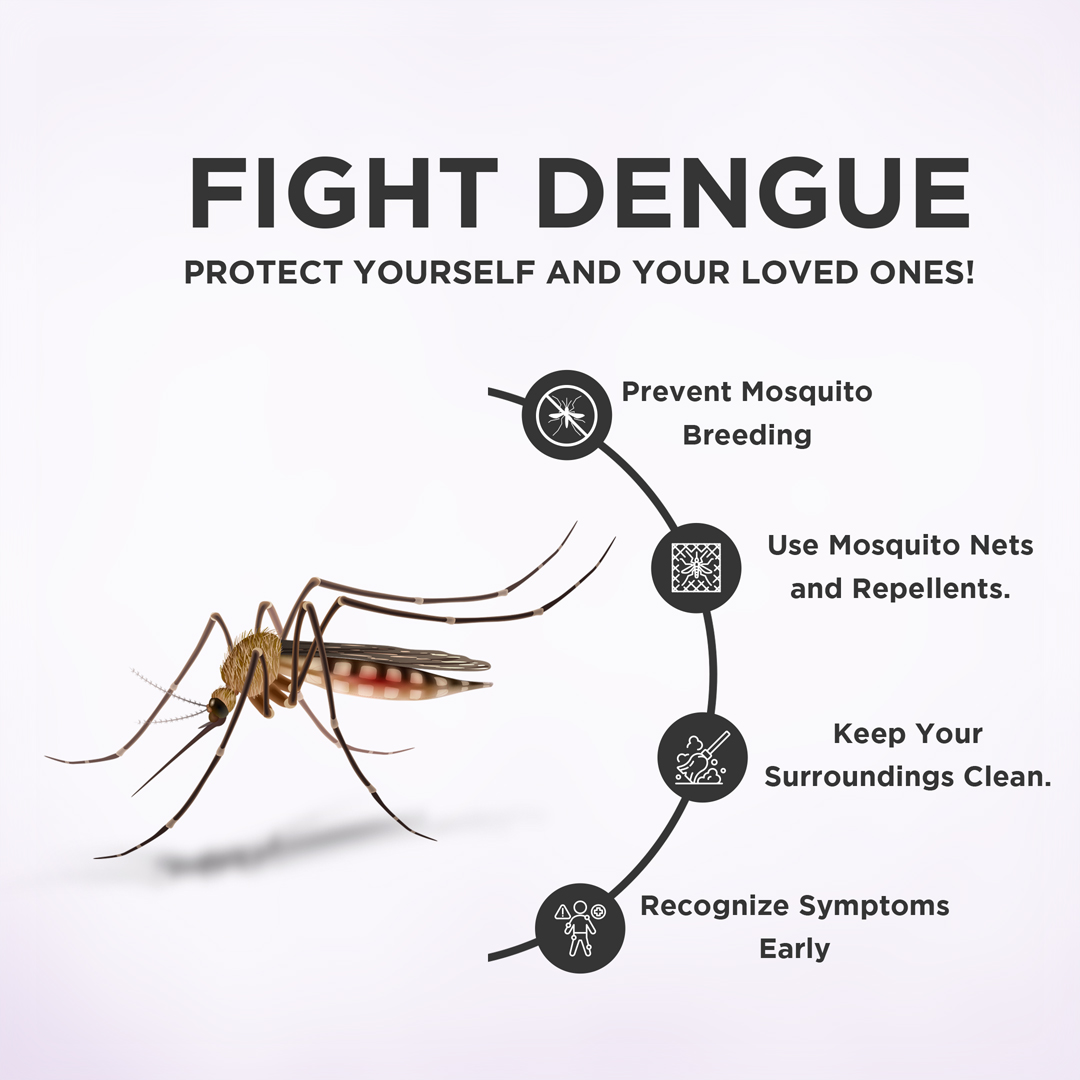 FIGHT DENGUE
PROTECT YOURSELF AND YOUR LOVED ONES!
Prevent Mosquito
Breeding
Use Mosquito Nets
and Repellents.
Keep Your
Surroundings Clean.
Recognize Symptoms
Early